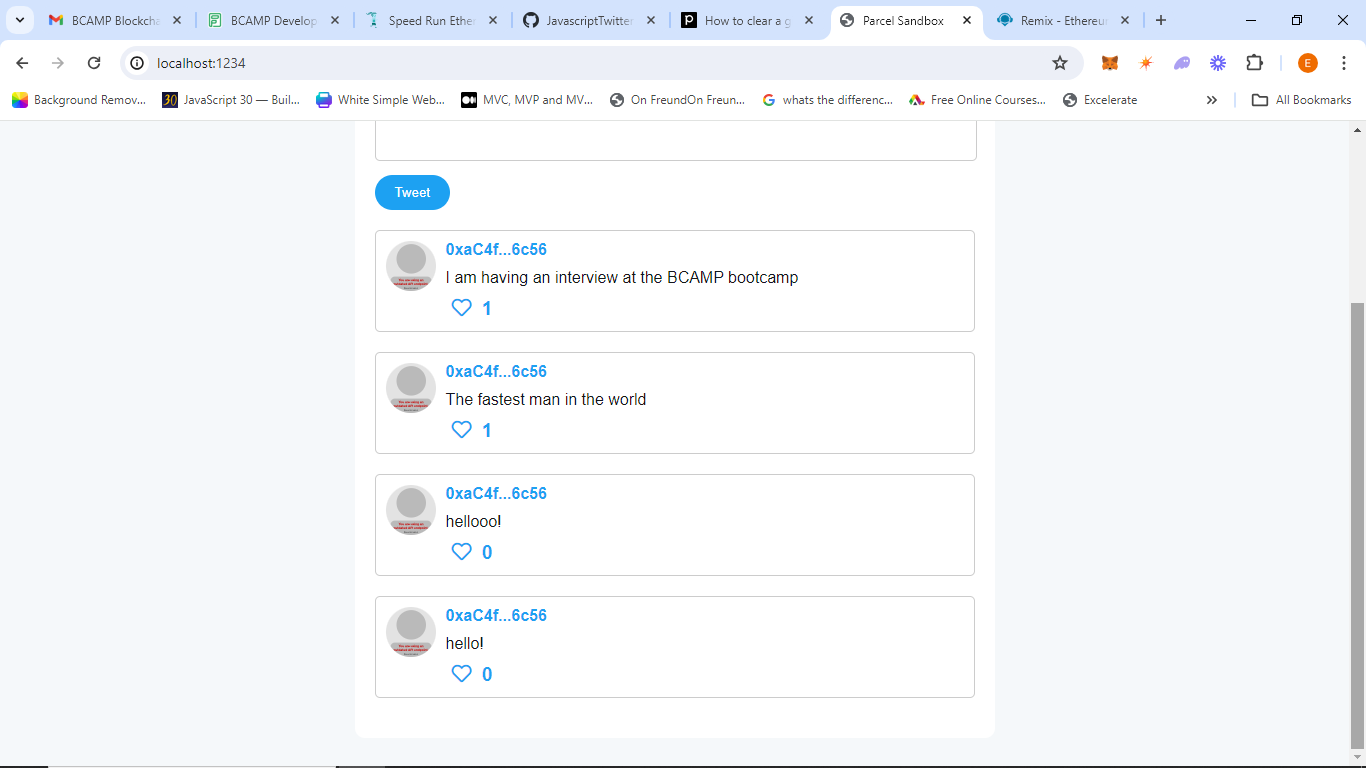 BCAMP Blockcha
BCAMP Develop
Speed Run Ether
JavascriptTwitter
How to clear a g
Parcel Sandbox
Remix - Ethereu
localhost:1234
E
Background Remov...
30 JavaScript 30 — Buil...
White Simple Web...
MVC, MVP and MV...
On FreundOn Freun...
whats the differenc...
Free Online Courses...
Excelerate
All Bookmarks
Tweet
0xaC4f...6c56
I am having an interview at the BCAMP bootcamp
1
0xaC4f...6c56
The fastest man in the world
1
0xaC4f...6c56
hellooo!
0
0xaC4f...6c56
hello!
0